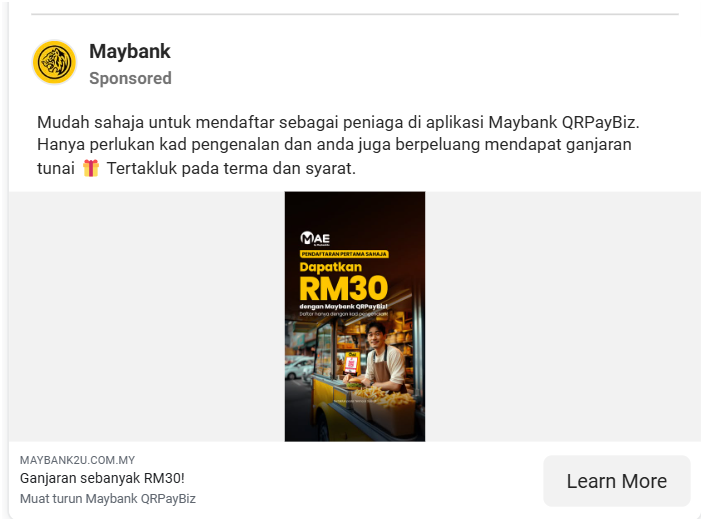 Maybank
Sponsored
Mudah sahaja untuk mendaftar sebagai peniaga di aplikasi Maybank QRPayBiz.
Hanya perlukan kad pengenalan dan anda juga berpeluang mendapat ganjaran
tunai 🎁 Tertakluk pada terma dan syarat.
MAE
PENDAFTARAN PERTAMA SAHAJA
Dapatkan
RM30
dengan Maybank QRPayBiz!
Daftar hanya dengan kad pengenalan
MAYBANK2U.COM.MY
Ganjaran sebanyak RM30!
Muat turun Maybank QRPayBiz
Learn More